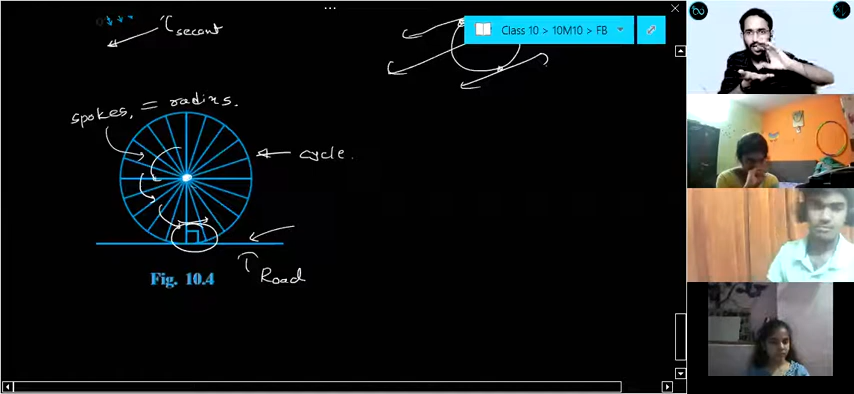 Class 10 > 10M10 > FB
secant
spokes, = radius.
cycle.
Road
Fig. 10.4